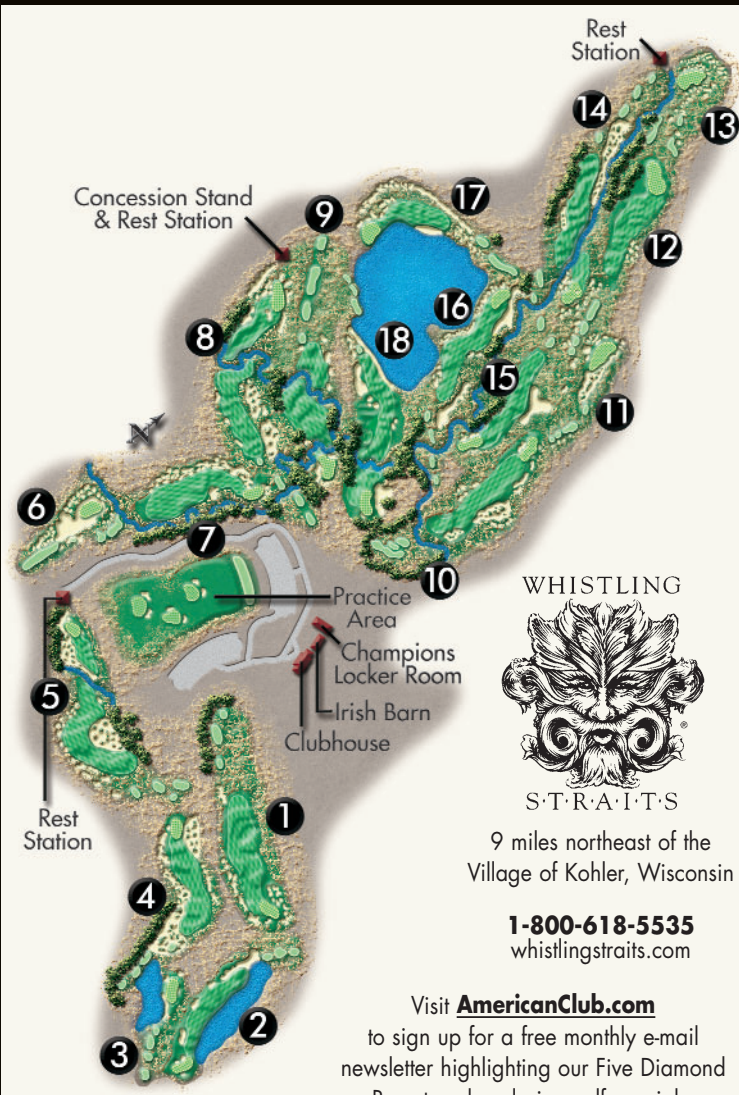 Rest
Station
14
13
17
Concession Stand
& Rest Station
9
12
16
8
18
15
11
N
6
7
10
Practice
Area
Champions
Locker Room
5
Irish Barn
Clubhouse
Rest
Station
1
4
2
3
WHISTLING
S·T·R·A·I·T·S
®
9 miles northeast of the
Village of Kohler, Wisconsin
1-800-618-5535
whistlingstraits.com
Visit AmericanClub.com
to sign up for a free monthly e-mail
newsletter highlighting our Five Diamond